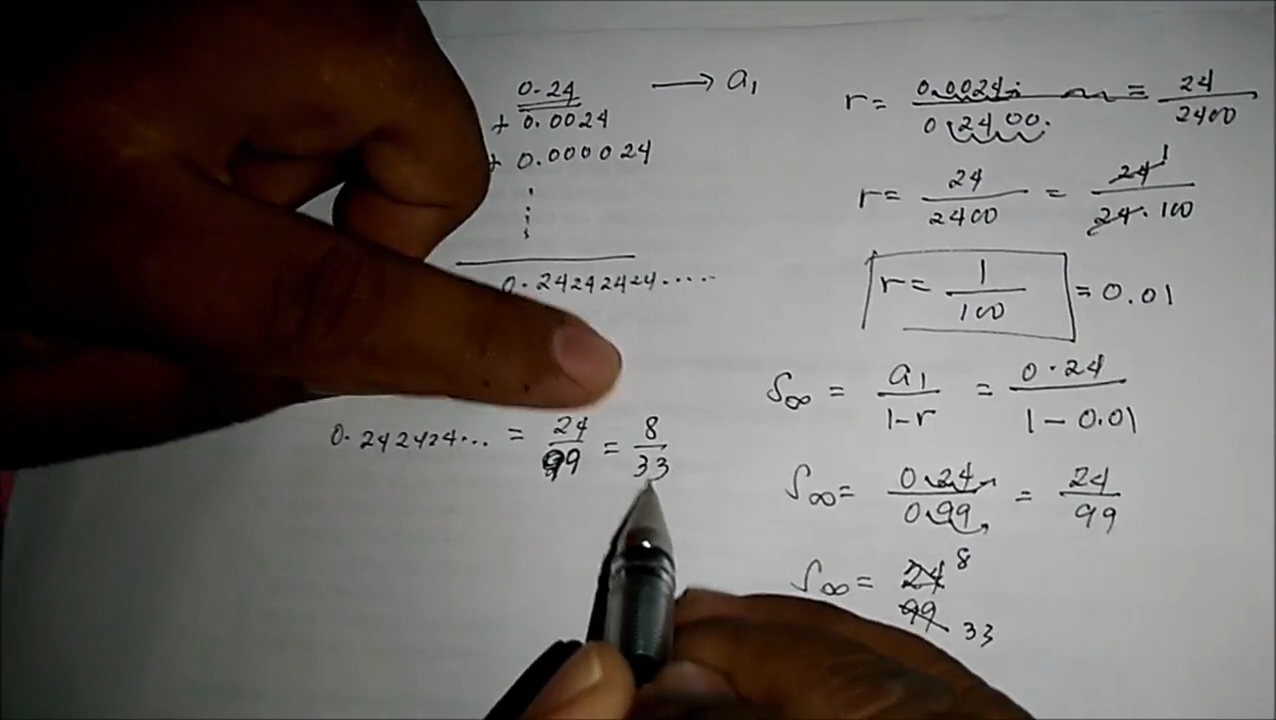 0.24 → a₁
+ 0.0024
+ 0.000024
⋮
0.24242424.....
0.242424... = 24/99 = 8/33
r = 0.0024/0.2400. = 24/2400
r = 24/2400 = 24 1/24·100
r = 1/100 = 0.01
S∞ = a₁/1-r = 0.24/1-0.01
S∞ = 0.24/0.99 = 24/99
S∞ = 24 8/99 33